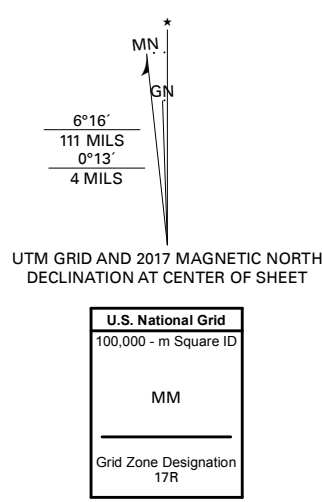 ★
MN
GN
6°16´
111 MILS
0°13´
4 MILS
UTM GRID AND 2017 MAGNETIC NORTH
DECLINATION AT CENTER OF SHEET
U.S. National Grid
100,000 - m Square ID
MM
Grid Zone Designation
17R